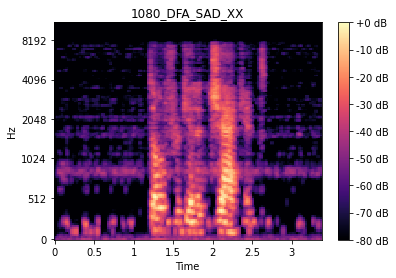 1080_DFA_SAD_XX
+0 dB
8192
-10 dB
4096
-20 dB
-30 dB
2048
Hz
-40 dB
1024
-50 dB
512
-60 dB
-70 dB
0
-80 dB
0 0.5 1 1.5 2 2.5 3
Time